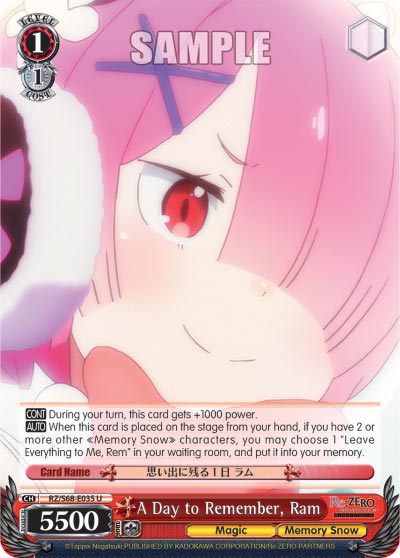 LEVEL
1
1
COST
SAMPLE
CONT During your turn, this card gets +1000 power.
AUTO When this card is placed on the stage from your hand, if you have 2 or
more other ≪Memory Snow≫ characters, you may choose 1 "Leave
Everything to Me, Rem" in your waiting room, and put it into your memory.
Card Name 思い出に残る1日 ラム
CH RZ/S68-E035 U
5500
A Day to Remember, Ram
Re:ZERO
Magic Memory Snow
©Tappei Nagatsuki,PUBLISHED BY KADOKAWA CORPORATION/Re:ZERO PARTNERS